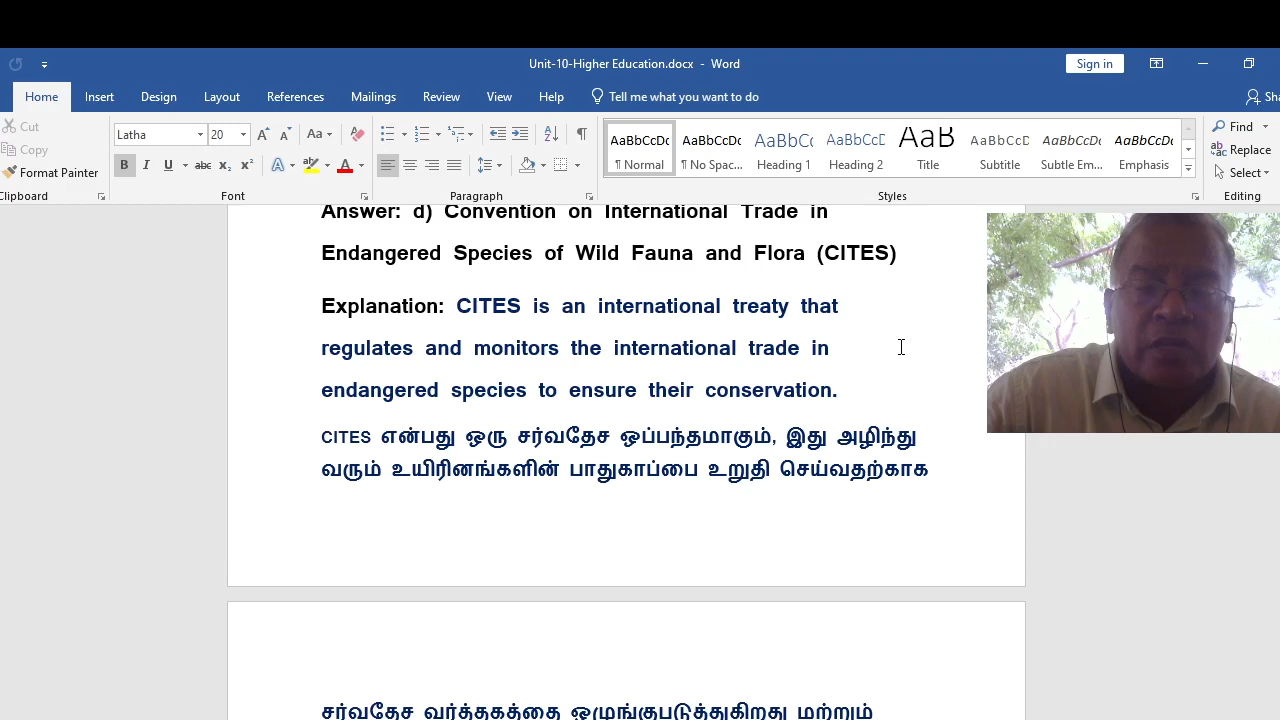 Unit-10-Higher Education.docx - Word
Sign in
Home Insert Design Layout References Mailings Review View Help Tell me what you want to do Sha
Cut
Copy
Format Painter
Latha 20
Aa
B I U abc x₂ x² A A
AaBbCcDc AaBbCcDc AaBbC AaBbCcD AaB AaBbCcD AaBbCcDc AaBbCcDc
¶ Normal ¶ No Spac... Heading 1 Heading 2 Title Subtitle Subtle Em... Emphasis
Find
Replace
Select
Clipboard Font Paragraph Styles Editing
Answer: d) Convention on International Trade in
Endangered Species of Wild Fauna and Flora (CITES)
Explanation: CITES is an international treaty that
regulates and monitors the international trade in
endangered species to ensure their conservation.
CITES என்பது ஒரு சர்வதேச ஒப்பந்தமாகும், இது அழிந்து
வரும் உயிரினங்களின் பாதுகாப்பை உறுதி செய்வதற்காக
சர்வதேச வர்த்தகத்தை ஒழுங்குபடுத்துகிறது மற்றும்